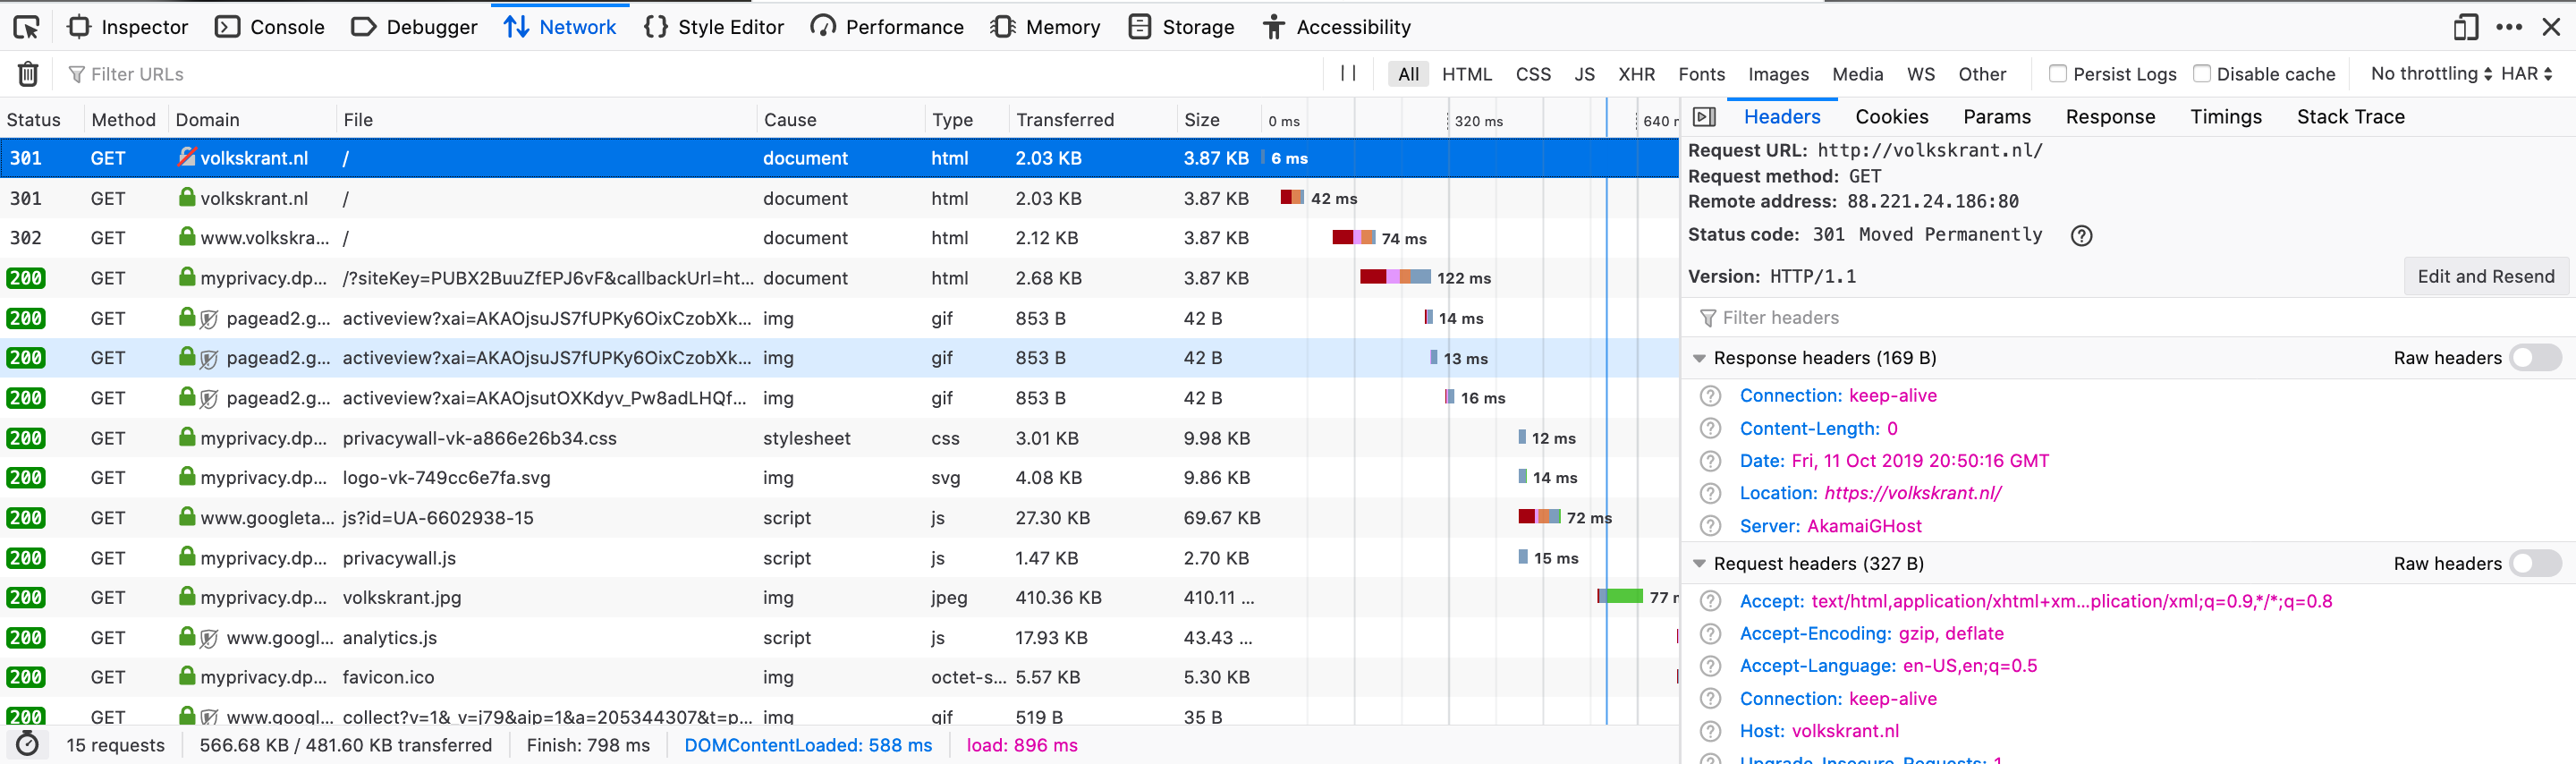 Inspector Console Debugger Network Style Editor Performance Memory Storage Accessibility
Filter URLs All HTML CSS JS XHR Fonts Images Media WS Other Persist Logs Disable cache No throttling HAR
Status Method Domain File Cause Type Transferred Size 0 ms 320 ms 640
301 GET volkskrant.nl / document html 2.03 KB 3.87 KB 6 ms
301 GET volkskrant.nl / document html 2.03 KB 3.87 KB 42 ms
302 GET www.volkskra... / document html 2.12 KB 3.87 KB 74 ms
200 GET myprivacy.dp... /?siteKey=PUBX2BuuZfEPJ6vF&callbackUrl=ht... document html 2.68 KB 3.87 KB 122 ms
200 GET pagead2.g... activeview?xai=AKAOjsuJS7fUPKy6OixCzobXk... img gif 853 B 42 B 14 ms
200 GET pagead2.g... activeview?xai=AKAOjsuJS7fUPKy6OixCzobXk... img gif 853 B 42 B 13 ms
200 GET pagead2.g... activeview?xai=AKAOjsutOXKdyv_Pw8adLHQf... img gif 853 B 42 B 16 ms
200 GET myprivacy.dp... privacywall-vk-a866e26b34.css stylesheet css 3.01 KB 9.98 KB 12 ms
200 GET myprivacy.dp... logo-vk-749cc6e7fa.svg img svg 4.08 KB 9.86 KB 14 ms
200 GET www.googleta... js?id=UA-6602938-15 script js 27.30 KB 69.67 KB 72 ms
200 GET myprivacy.dp... privacywall.js script js 1.47 KB 2.70 KB 15 ms
200 GET myprivacy.dp... volkskrant.jpg img jpeg 410.36 KB 410.11 ... 77
200 GET www.googl... analytics.js script js 17.93 KB 43.43 ...
200 GET myprivacy.dp... favicon.ico img octet-s... 5.57 KB 5.30 KB
200 GET www.googl... collect?v=1&_v=j79&aip=1&a=205344307&t=p... img gif 519 B 35 B
15 requests 566.68 KB / 481.60 KB transferred Finish: 798 ms DOMContentLoaded: 588 ms load: 896 ms
Headers Cookies Params Response Timings Stack Trace
Request URL: http://volkskrant.nl/
Request method: GET
Remote address: 88.221.24.186:80
Status code: 301 Moved Permanently
Version: HTTP/1.1 Edit and Resend
Filter headers
Response headers (169 B) Raw headers
Connection: keep-alive
Content-Length: 0
Date: Fri, 11 Oct 2019 20:50:16 GMT
Location: https://volkskrant.nl/
Server: AkamaiGHost
Request headers (327 B) Raw headers
Accept: text/html,application/xhtml+xm...plication/xml;q=0.9,*/*;q=0.8
Accept-Encoding: gzip, deflate
Accept-Language: en-US,en;q=0.5
Connection: keep-alive
Host: volkskrant.nl
Upgrade-Insecure-Requests: 1